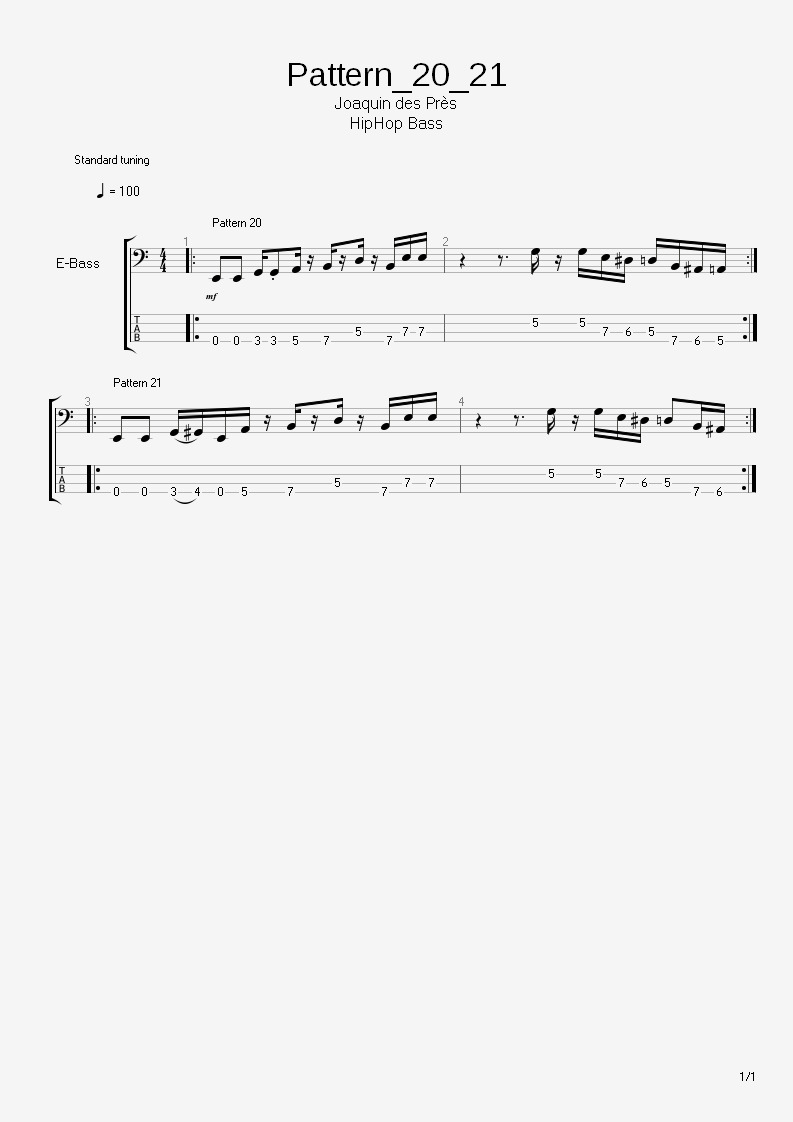 Pattern_20_21
Joaquin des Près
HipHop Bass
Standard tuning
= 100
Pattern 20
1 2
E-Bass
4
4
mf
T
A
B
5 5
5 7 6 5
7 7
0 0 3 3 5 7 7 7 6 5
Pattern 21
3 4
T
A
B
5 5
5 7 7 7 6 5
0 0 3 4 0 5 7 7 7 6
1/1